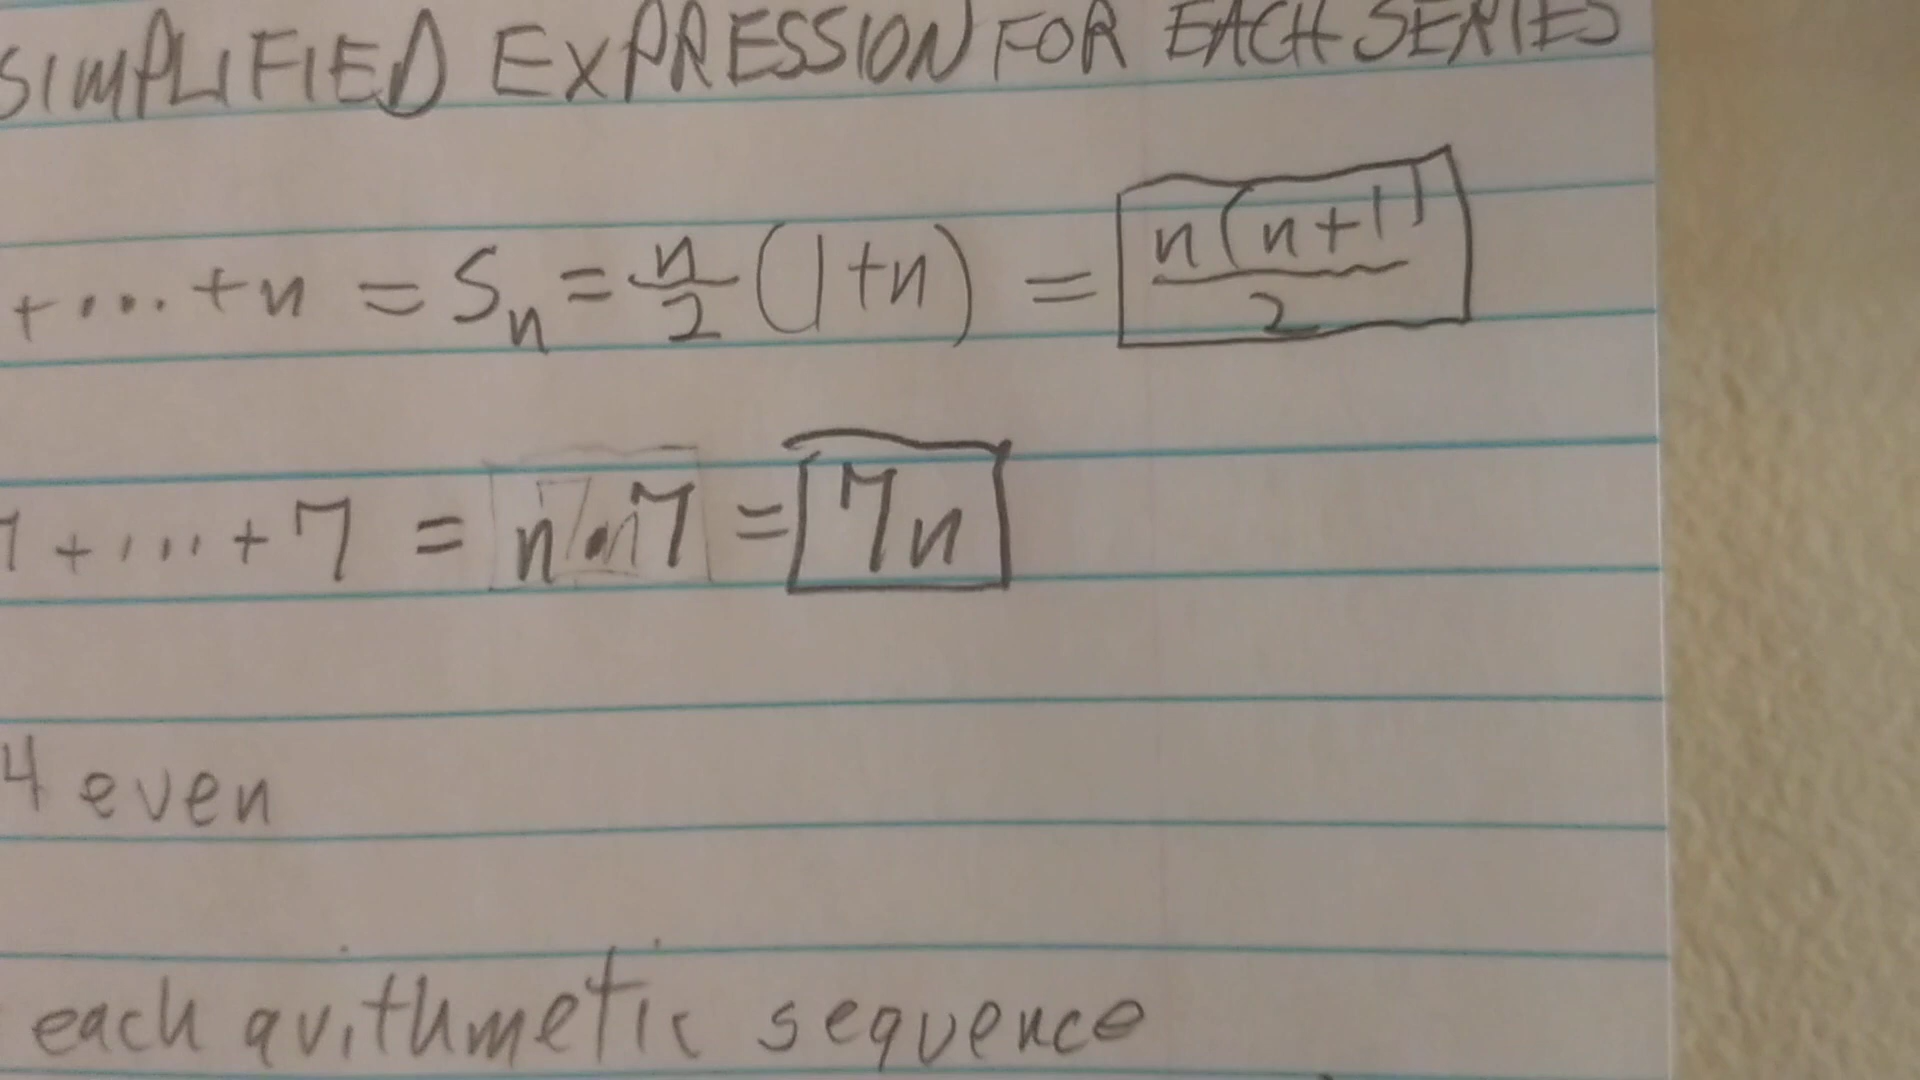 SIMPLIFIED EXPRESSION FOR EACH SERIES
+ ... + n = Sn = n/2 (1+n) = n(n+1)/2
7 + ... + 7 = n · 7 = 7n
4 even
each arithmetic sequence